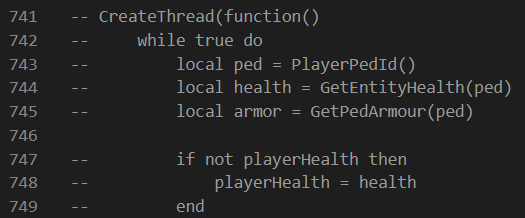 741 -- CreateThread(function()
742 --     while true do
743 --         local ped = PlayerPedId()
744 --         local health = GetEntityHealth(ped)
745 --         local armor = GetPedArmour(ped)
746
747 --         if not playerHealth then
748 --             playerHealth = health
749 --         end